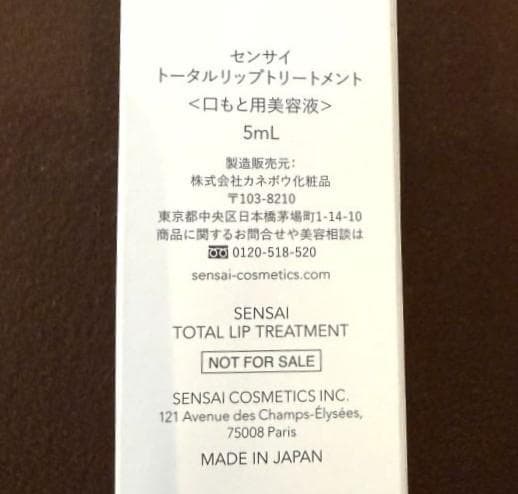 センサイ
トータルリップトリートメント
＜口もと用美容液＞
5mL
製造販売元：
株式会社カネボウ化粧品
〒103-8210
東京都中央区日本橋茅場町1-14-10
商品に関するお問合せや美容相談は
0120-518-520
sensai-cosmetics.com
SENSAI
TOTAL LIP TREATMENT
NOT FOR SALE
SENSAI COSMETICS INC.
121 Avenue des Champs-Élysées,
75008 Paris
MADE IN JAPAN